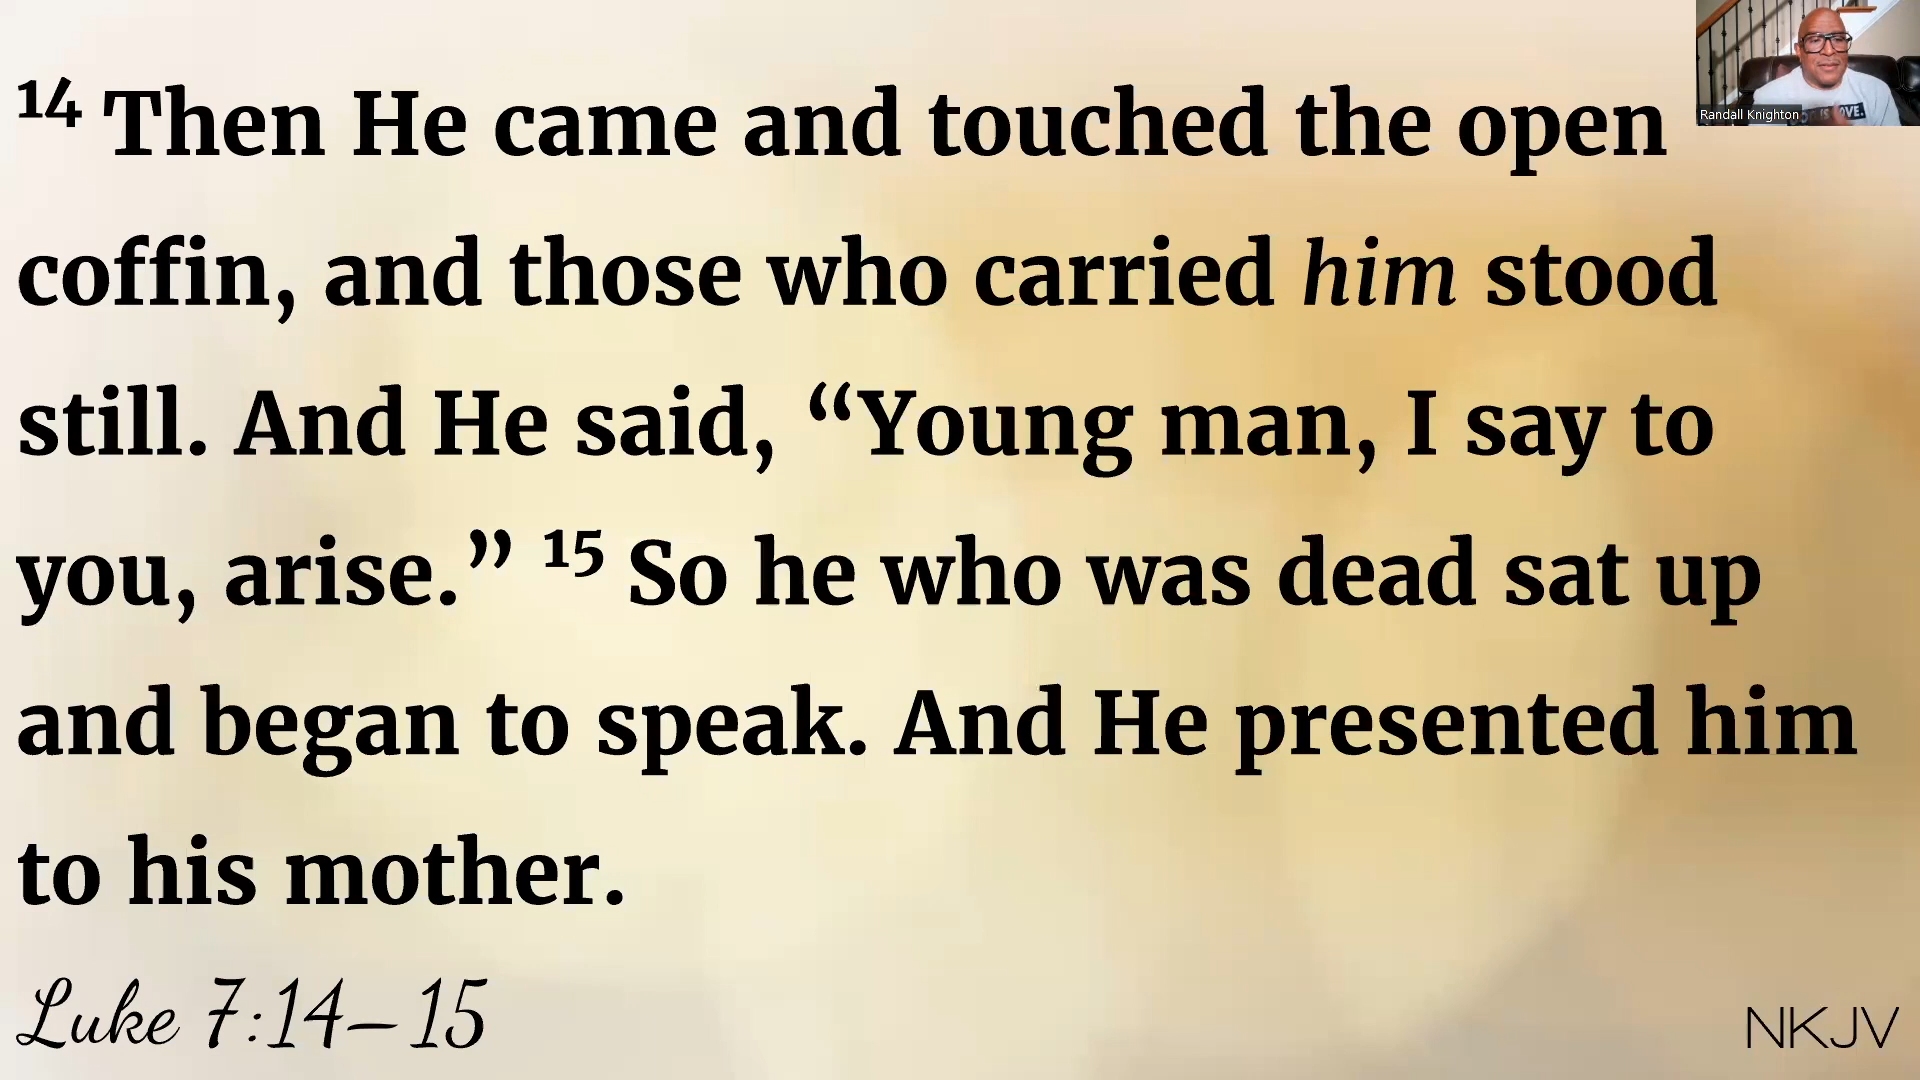 ¹⁴ Then He came and touched the open
coffin, and those who carried him stood
still. And He said, “Young man, I say to
you, arise.” ¹⁵ So he who was dead sat up
and began to speak. And He presented him
to his mother.
Luke 7:14–15
NKJV
Randall Knighton